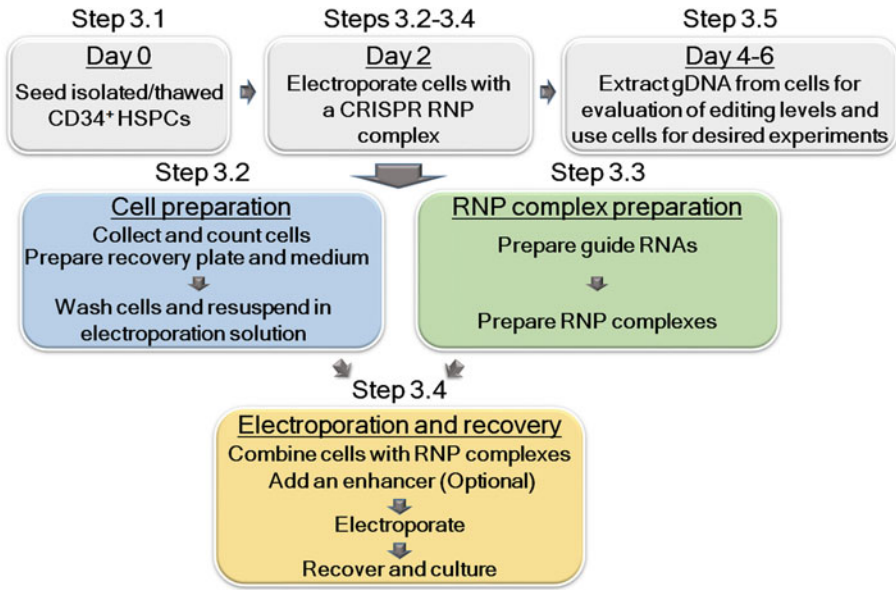 Step 3.1
Day 0
Seed isolated/thawed
CD34+ HSPCs
Steps 3.2-3.4
Day 2
Electroporate cells with
a CRISPR RNP
complex
Step 3.5
Day 4-6
Extract gDNA from cells for
evaluation of editing levels and
use cells for desired experiments
Step 3.2
Cell preparation
Collect and count cells
Prepare recovery plate and medium
Wash cells and resuspend in
electroporation solution
Step 3.3
RNP complex preparation
Prepare guide RNAs
Prepare RNP complexes
Step 3.4
Electroporation and recovery
Combine cells with RNP complexes
Add an enhancer (Optional)
Electroporate
Recover and culture